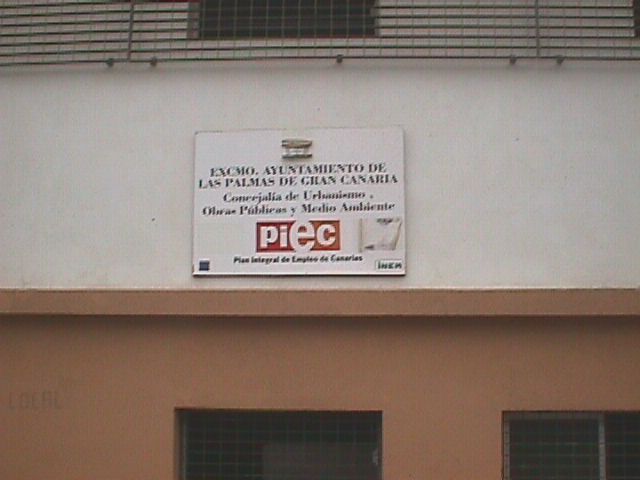 EXCMO. AYUNTAMIENTO DE
LAS PALMAS DE GRAN CANARIA
Concejalía de Urbanismo,
Obras Públicas y Medio Ambiente
piec
Plan Integral de Empleo de Canarias
INEM
LOCAL